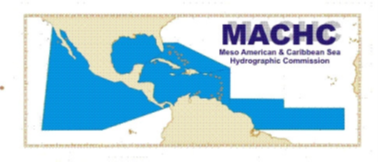 MACHC
Meso American & Caribbean Sea
Hydrographic Commission